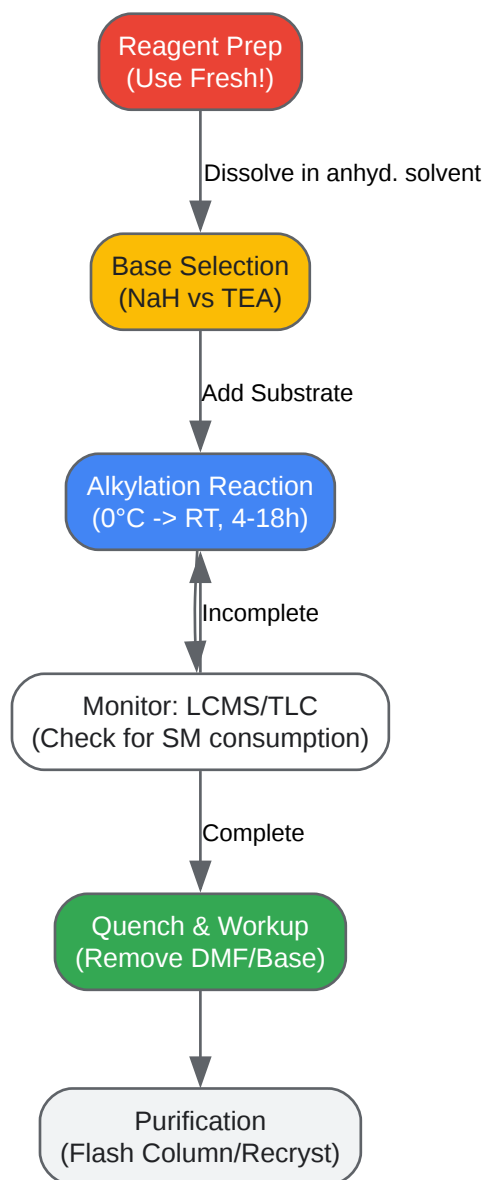 Reagent Prep
(Use Fresh!)
Dissolve in anhyd. solvent
Base Selection
(NaH vs TEA)
Add Substrate
Alkylation Reaction
(0°C -> RT, 4-18h)
Incomplete
Monitor: LCMS/TLC
(Check for SM consumption)
Complete
Quench & Workup
(Remove DMF/Base)
Purification
(Flash Column/Recryst)